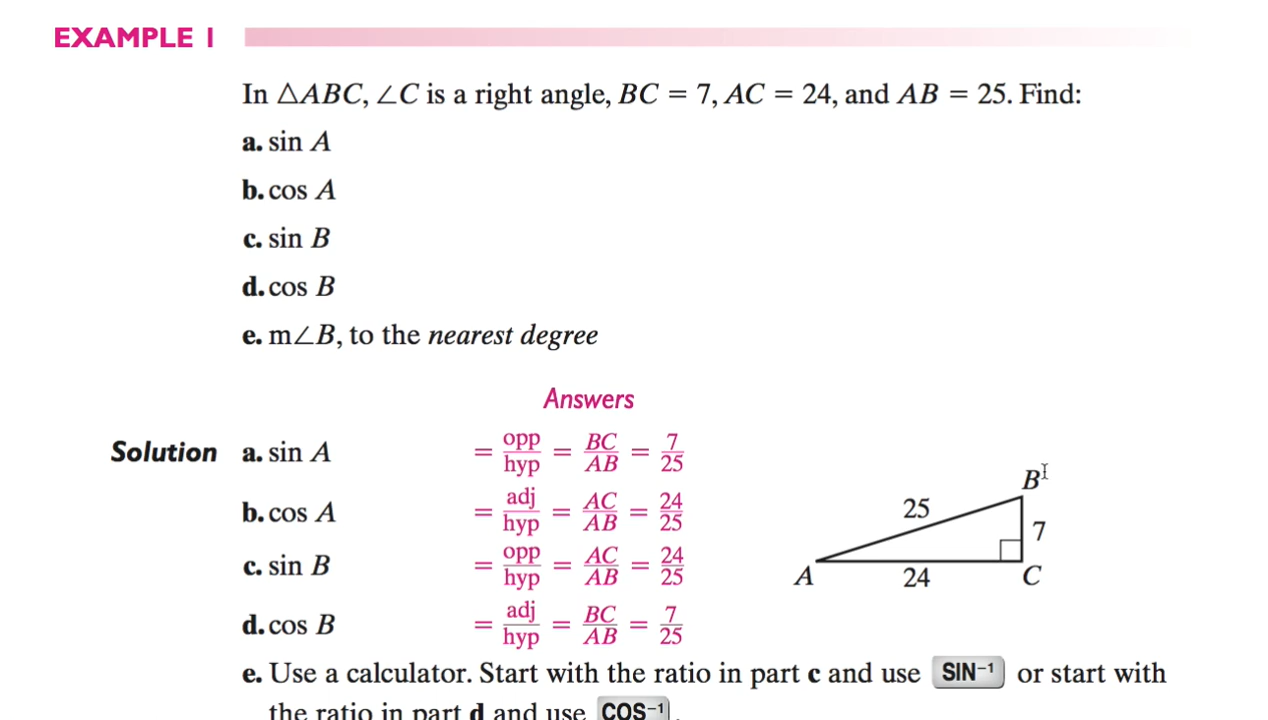 EXAMPLE 1
In △ABC, ∠C is a right angle, BC = 7, AC = 24, and AB = 25. Find:
a. sin A
b. cos A
c. sin B
d. cos B
e. m∠B, to the nearest degree
Answers
Solution a. sin A = opp/hyp = BC/AB = 7/25
b. cos A = adj/hyp = AC/AB = 24/25
c. sin B = opp/hyp = AC/AB = 24/25
d. cos B = adj/hyp = BC/AB = 7/25
B
25
7
A
24
C
e. Use a calculator. Start with the ratio in part c and use SIN⁻¹ or start with
the ratio in part d and use COS⁻¹.